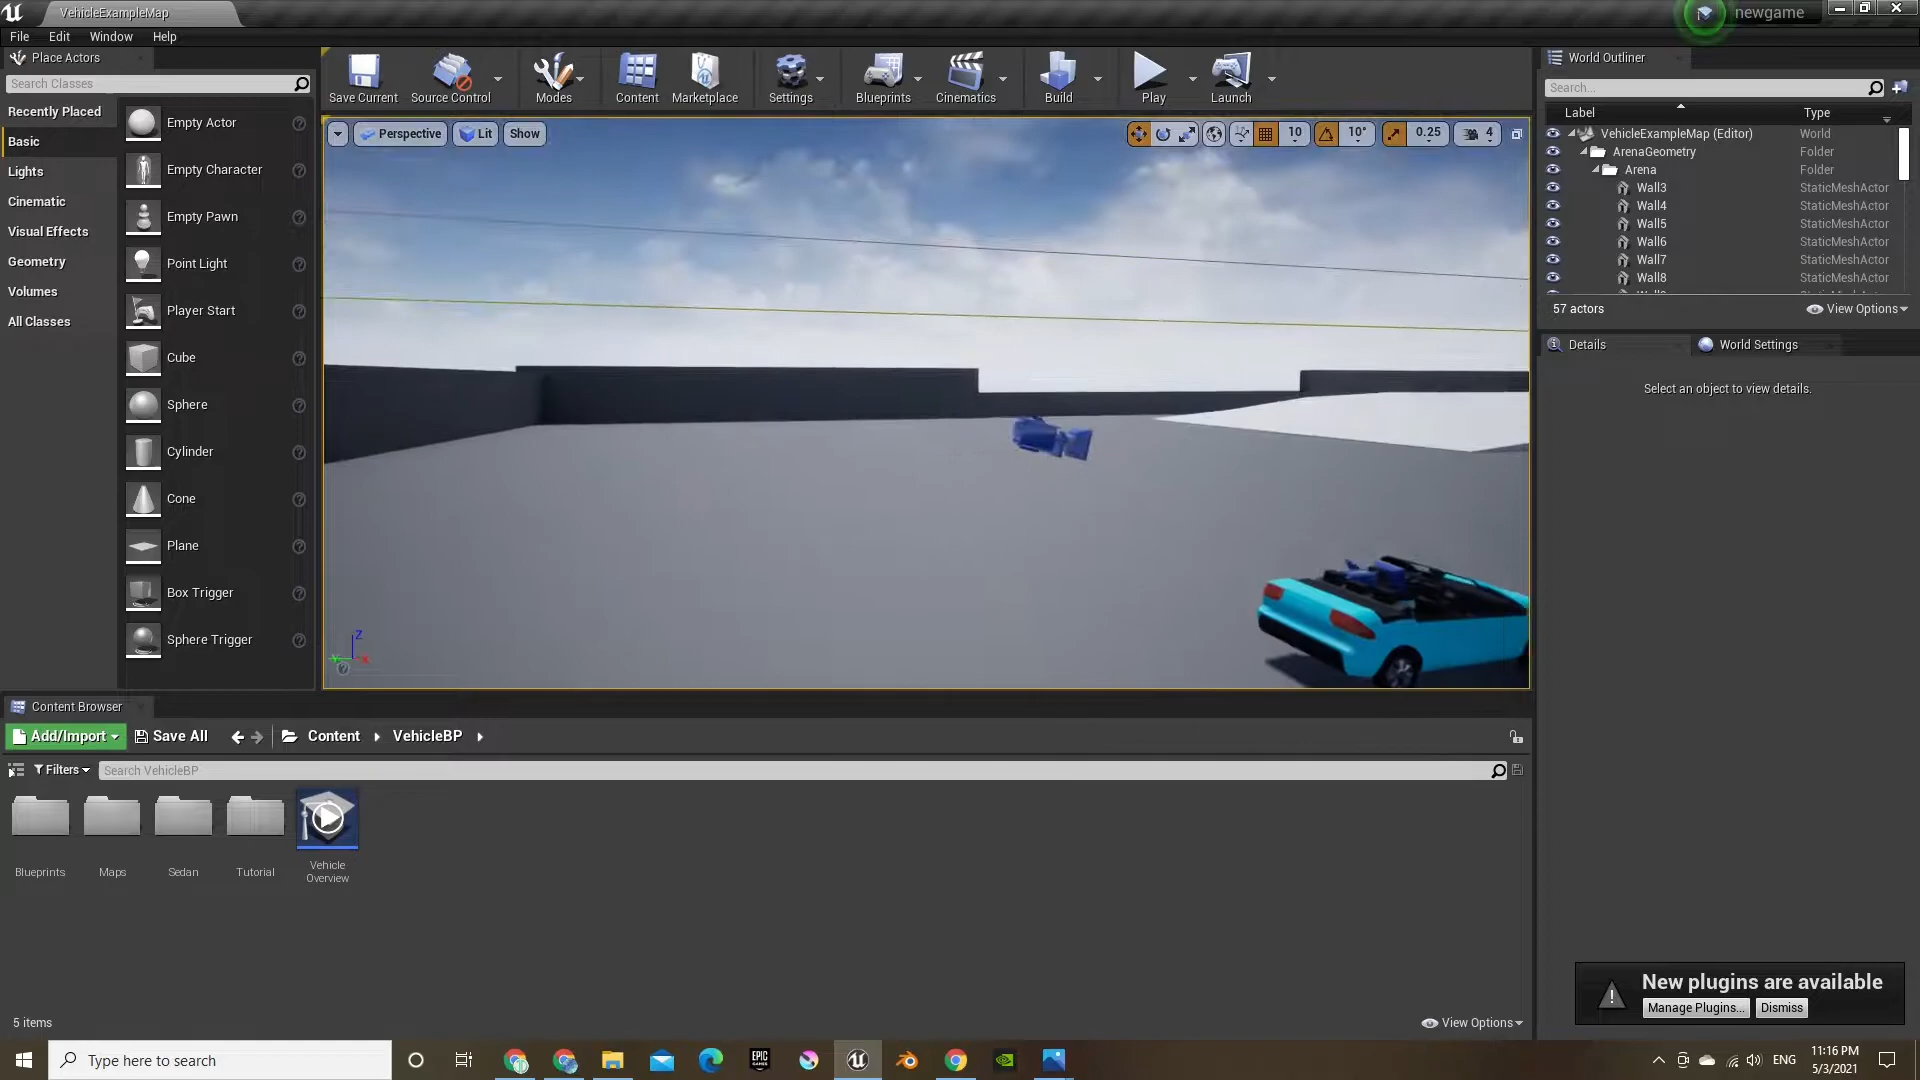 VehicleExampleMap
newgame
File Edit Window Help
Place Actors
Search Classes
Recently Placed
Basic
Lights
Cinematic
Visual Effects
Geometry
Volumes
All Classes
Empty Actor
Empty Character
Empty Pawn
Point Light
Player Start
Cube
Sphere
Cylinder
Cone
Plane
Box Trigger
Sphere Trigger
Save Current Source Control Modes Content Marketplace Settings Blueprints Cinematics Build Play Launch
Perspective Lit Show 10 10° 0.25 4
Z
Y X
World Outliner
Search...
Label Type
VehicleExampleMap (Editor) World
ArenaGeometry Folder
Arena Folder
Wall3 StaticMeshActor
Wall4 StaticMeshActor
Wall5 StaticMeshActor
Wall6 StaticMeshActor
Wall7 StaticMeshActor
Wall8 StaticMeshActor
57 actors View Options
Details World Settings
Select an object to view details.
Content Browser
Add/Import Save All Content VehicleBP
Filters Search VehicleBP
Blueprints Maps Sedan Tutorial Vehicle
Overview
5 items View Options
New plugins are available
Manage Plugins... Dismiss
Type here to search
EPIC
GAMES
ENG
11:16 PM
5/3/2021